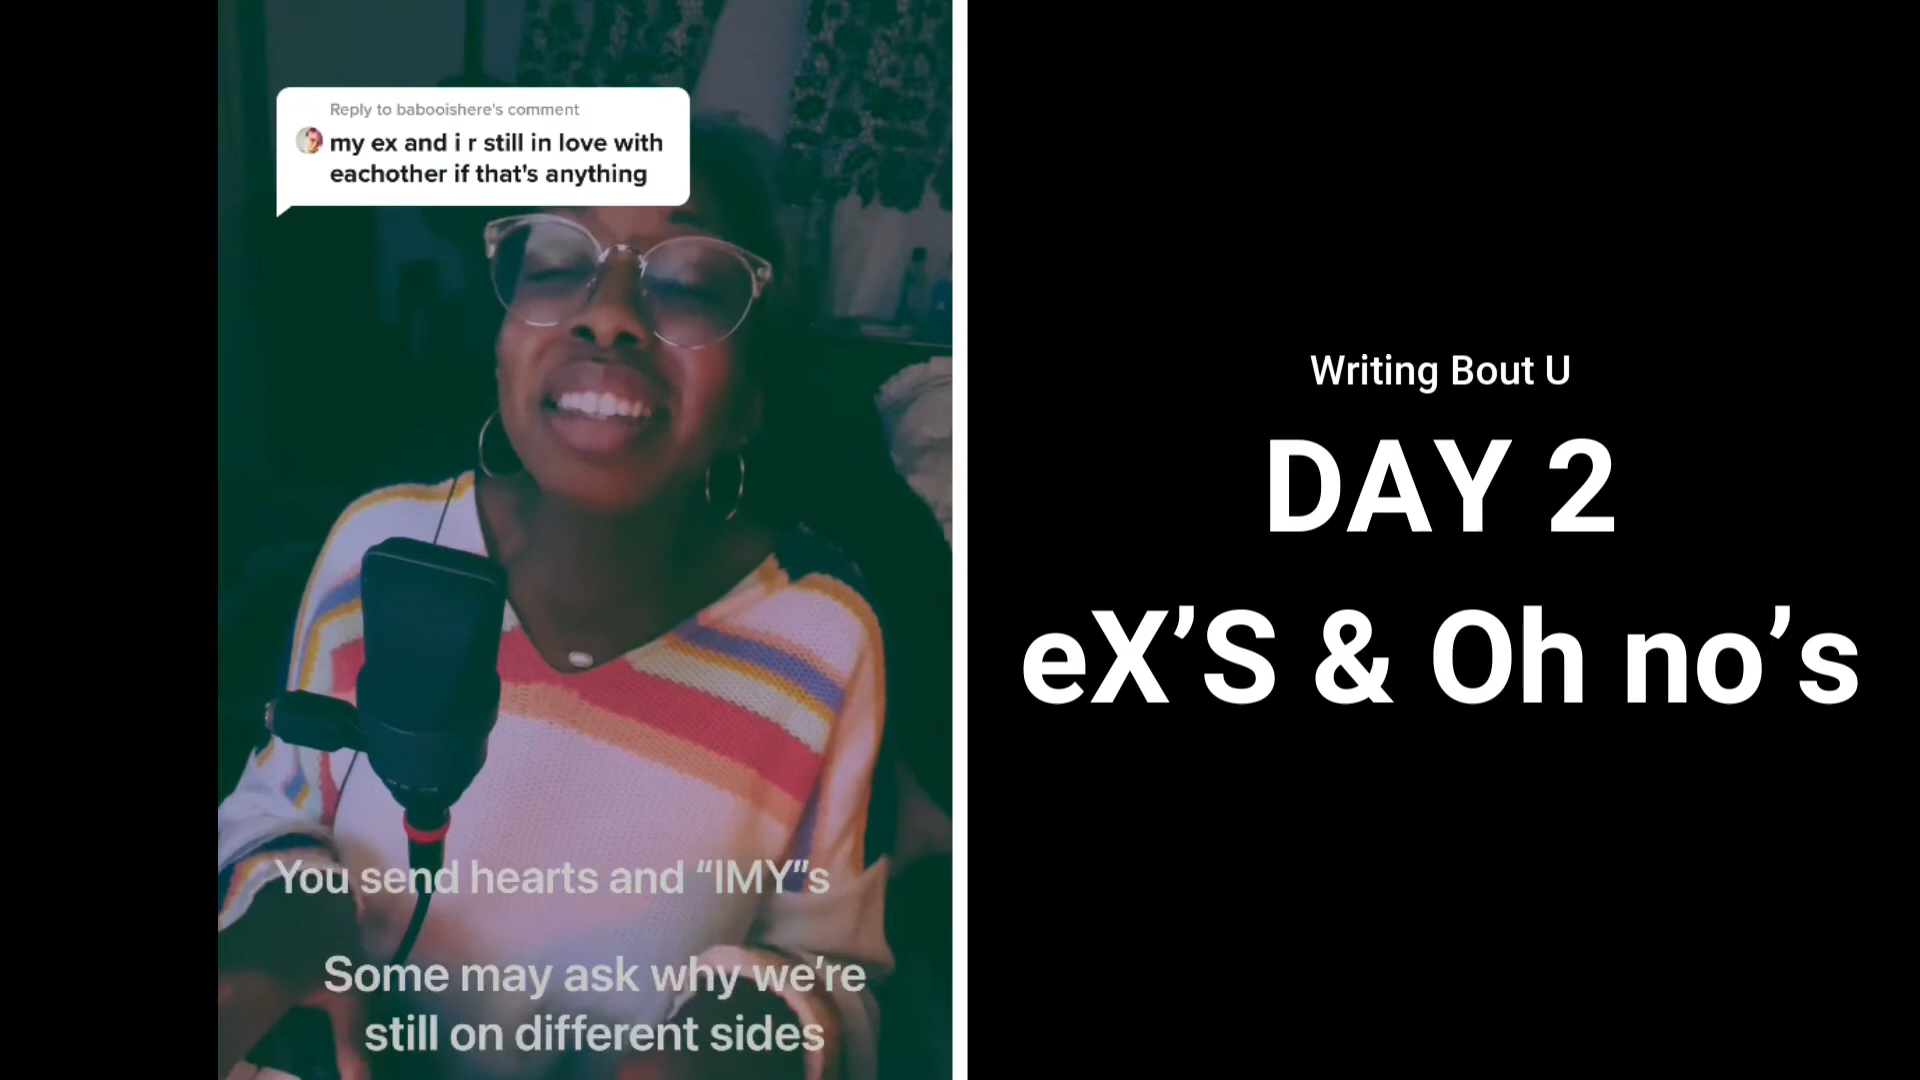 Reply to babooishere's comment
my ex and i r still in love with
eachother if that's anything
You send hearts and “IMY”s
Some may ask why we’re
still on different sides
Writing Bout U
DAY 2
eX’S & Oh no’s